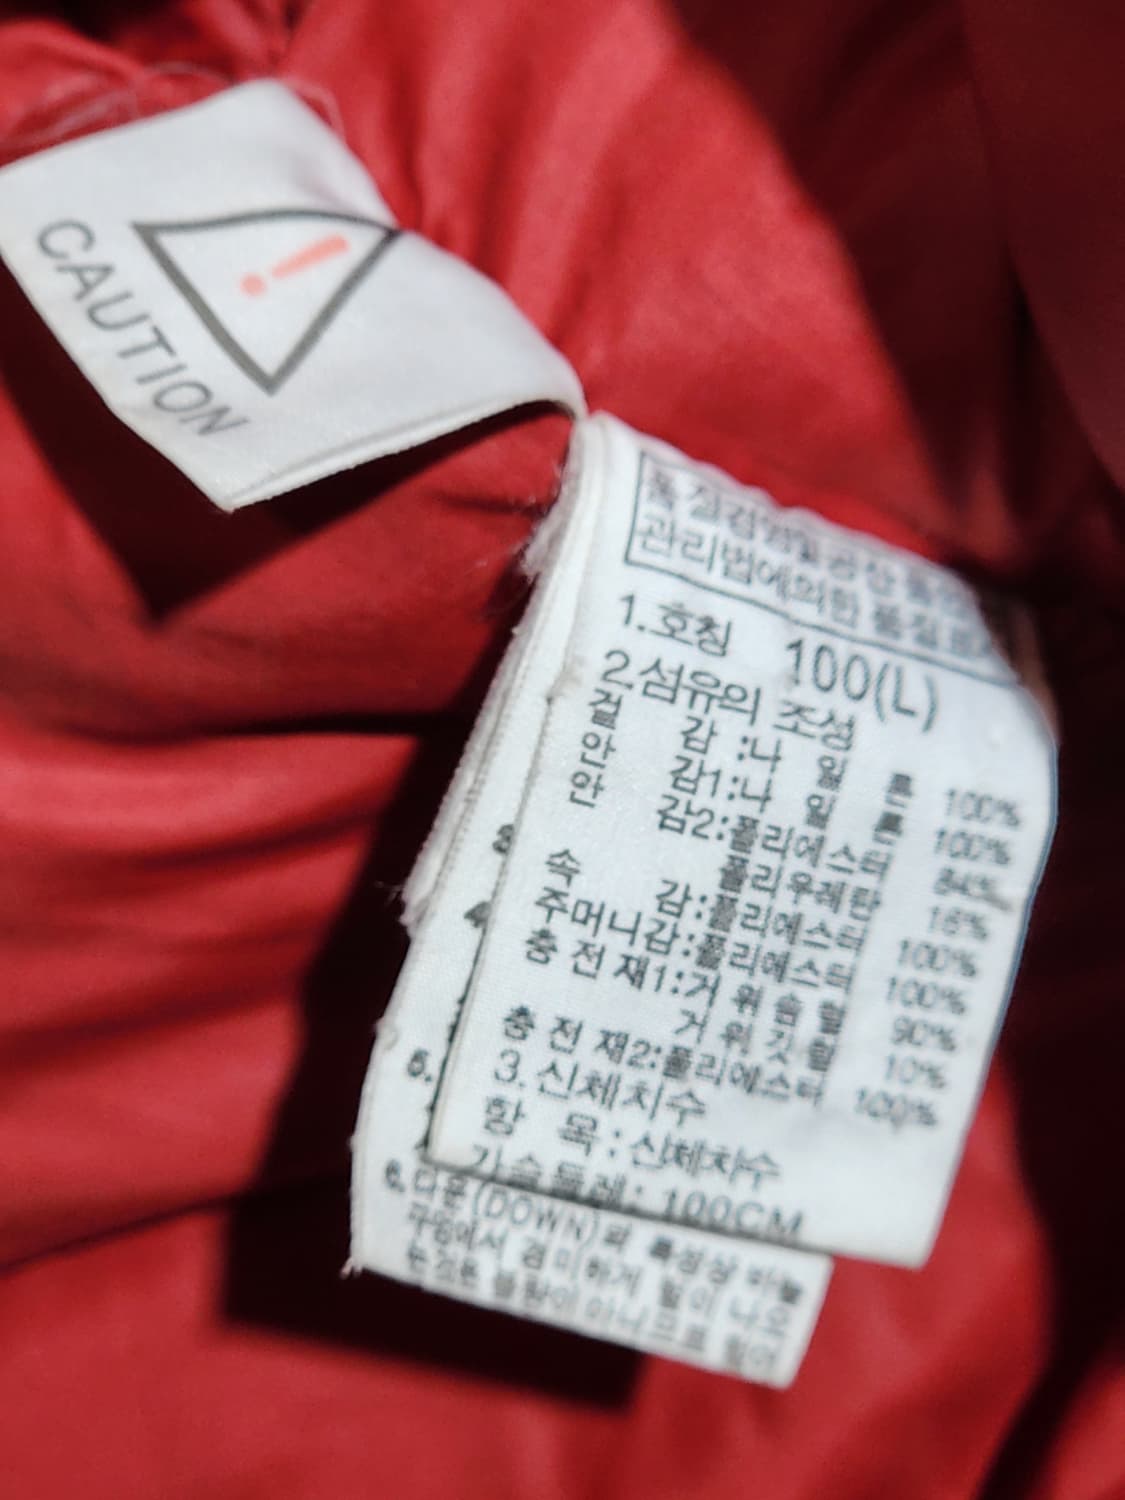 CAUTION
!
관리법에의한 품질표
1.호칭 100(L)
2.섬유의 조성
겉 감 :나 일 론 100%
안 감1:나 일 론 100%
안 감2:폴리에스터 84%
폴리우레탄 16%
속 감:폴리에스터 100%
주머니감:폴리에스터 100%
충 전 재1:거 위 솜 털 90%
거 위 깃 털 10%
충 전 재2:폴리에스터 100%
3.신체치수
항 목:신체치수
가슴둘레: 100CM
5.
6.다운(DOWN)의 특성상 바늘
구멍에서 경미하게 털이 나오
는것은 불량이 아니므로